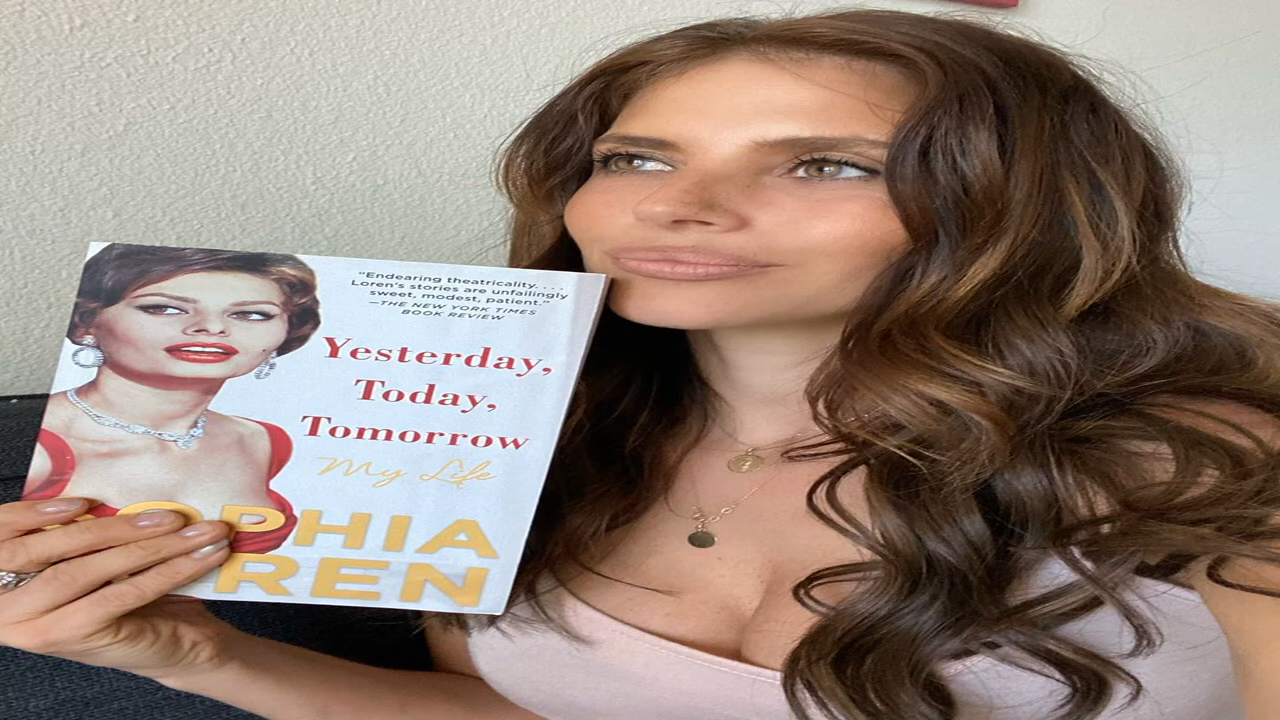 "Endearing theatricality. . . .
Loren's stories are unfailingly
sweet, modest, patient."
—THE NEW YORK TIMES
BOOK REVIEW
Yesterday,
Today,
Tomorrow
My Life
OPHIA
REN